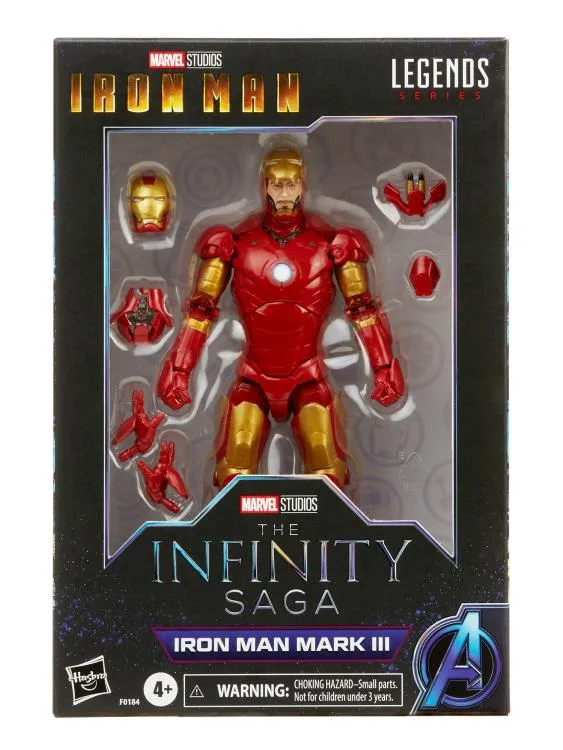 MARVEL STUDIOS
IRON MAN
LEGENDS
SERIES
MARVEL STUDIOS
THE
INFINITY
SAGA
IRON MAN MARK III
Hasbro
F0184
4+
WARNING: CHOKING HAZARD–Small parts.
Not for children under 3 years.